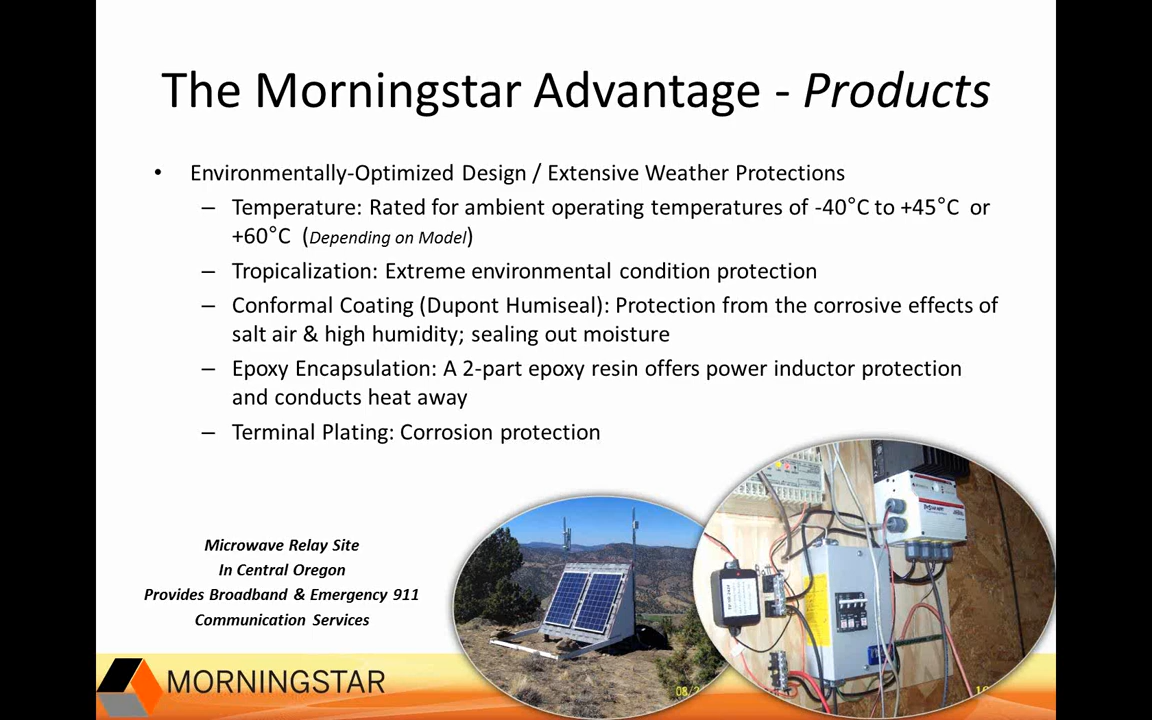 The Morningstar Advantage - Products
• Environmentally-Optimized Design / Extensive Weather Protections
– Temperature: Rated for ambient operating temperatures of -40°C to +45°C or
+60°C (Depending on Model)
– Tropicalization: Extreme environmental condition protection
– Conformal Coating (Dupont Humiseal): Protection from the corrosive effects of
salt air & high humidity; sealing out moisture
– Epoxy Encapsulation: A 2-part epoxy resin offers power inductor protection
and conducts heat away
– Terminal Plating: Corrosion protection
Microwave Relay Site
In Central Oregon
Provides Broadband & Emergency 911
Communication Services
MORNINGSTAR